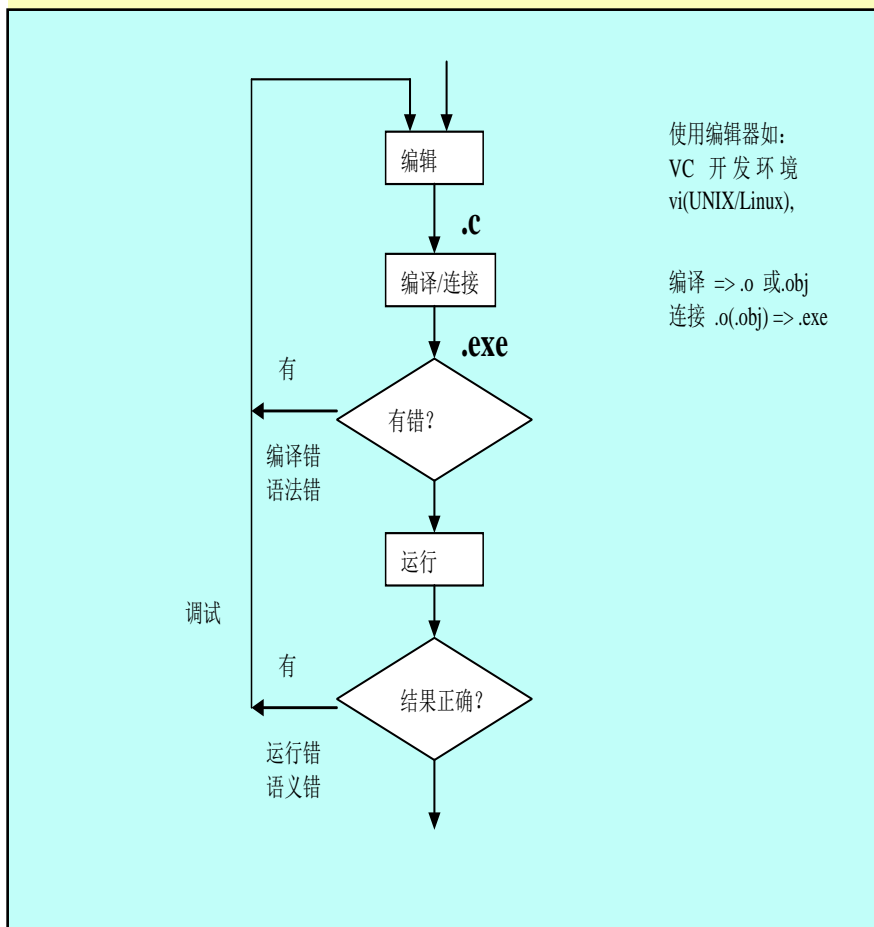 编辑
.c
编译/连接
.exe
有
有错?
编译错
语法错
运行
调试
有
结果正确?
运行错
语义错
使用编辑器如:
VC 开发环境
vi(UNIX/Linux),
编译 => .o 或.obj
连接 .o(.obj) => .exe